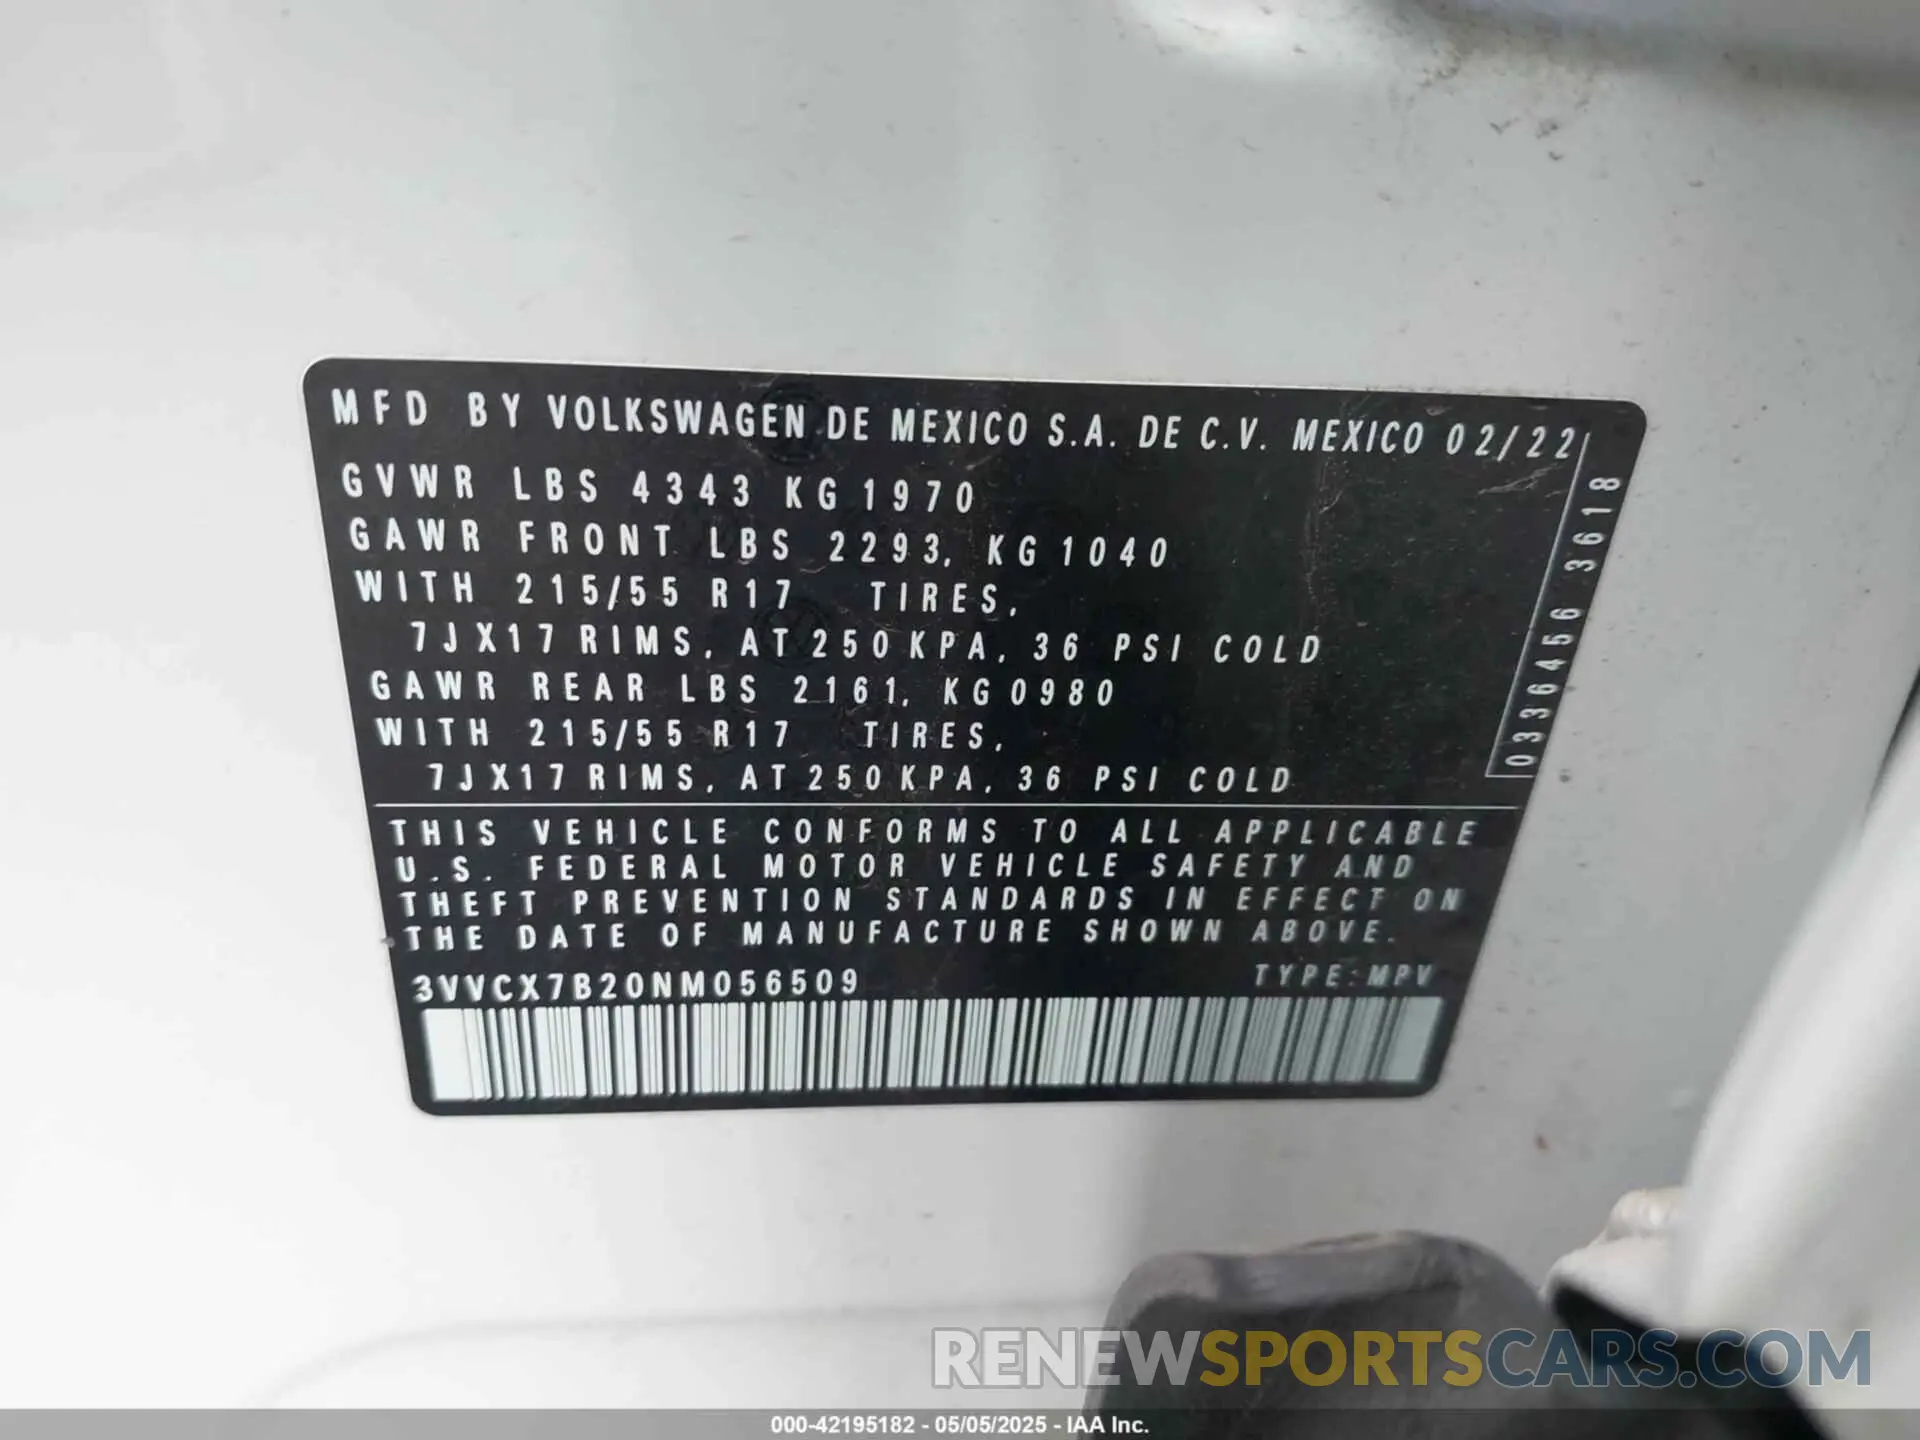 MFD BY VOLKSWAGEN DE MEXICO S.A. DE C.V. MEXICO 02/22
GVWR LBS 4343 KG 1970
GAWR FRONT LBS 2293, KG 1040
WITH 215/55 R17 TIRES,
7JX17 RIMS, AT 250 KPA, 36 PSI COLD
GAWR REAR LBS 2161, KG 0980
WITH 215/55 R17 TIRES,
7JX17 RIMS, AT 250 KPA, 36 PSI COLD
0336456 3618
THIS VEHICLE CONFORMS TO ALL APPLICABLE
U.S. FEDERAL MOTOR VEHICLE SAFETY AND
THEFT PREVENTION STANDARDS IN EFFECT ON
THE DATE OF MANUFACTURE SHOWN ABOVE.
3VVCX7B20NM056509 TYPE: MPV
RENEWSPORTSCARS.COM
000-42195182 - 05/05/2025 - IAA Inc.